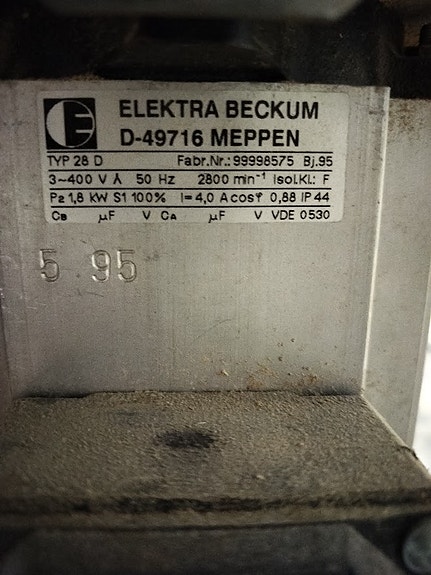 ELEKTRA BECKUM
D-49716 MEPPEN
TYP 28 D Fabr.Nr.: 99998575 Bj.95
3~400 V ⅄ 50 Hz 2800 min⁻¹ Isol.Kl.: F
P2 1,8 kW S1 100% I=4,0 A cosφ 0,88 IP 44
CB µF V CA µF V VDE 0530
5 95